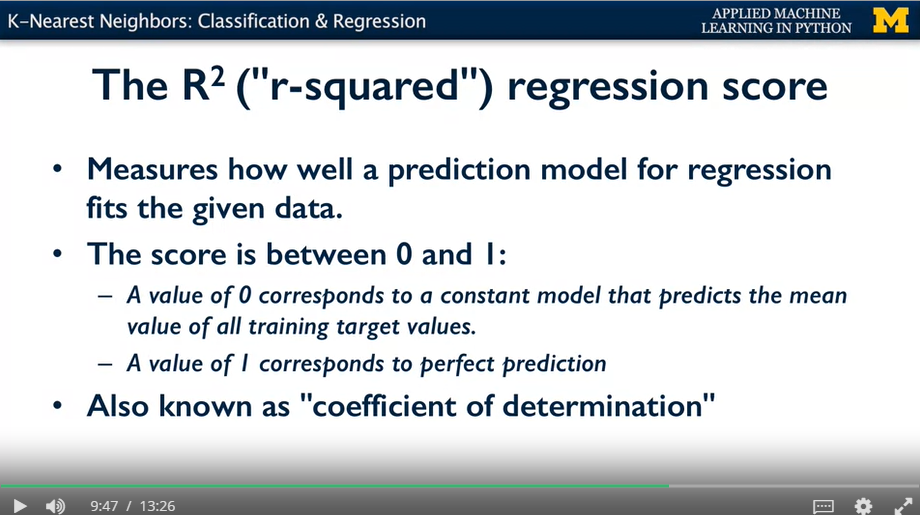 K-Nearest Neighbors: Classification & Regression
APPLIED MACHINE
LEARNING IN PYTHON
M
The R² ("r-squared") regression score
• Measures how well a prediction model for regression
fits the given data.
• The score is between 0 and 1:
– A value of 0 corresponds to a constant model that predicts the mean
value of all training target values.
– A value of 1 corresponds to perfect prediction
• Also known as "coefficient of determination"
9:47 / 13:26